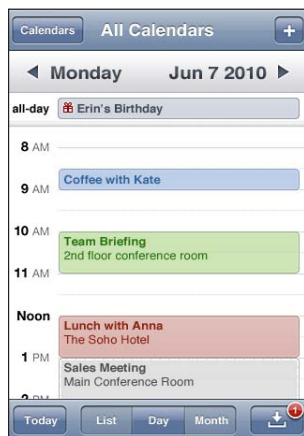 Calendars All Calendars +
Monday Jun 7 2010
all-day Erin's Birthday
8 AM
Coffee with Kate
9 AM
10 AM
Team Briefing
2nd floor conference room
11 AM
Noon
Lunch with Anna
The Soho Hotel
1 PM
Sales Meeting
Main Conference Room
2 PM
Today List Day Month 1